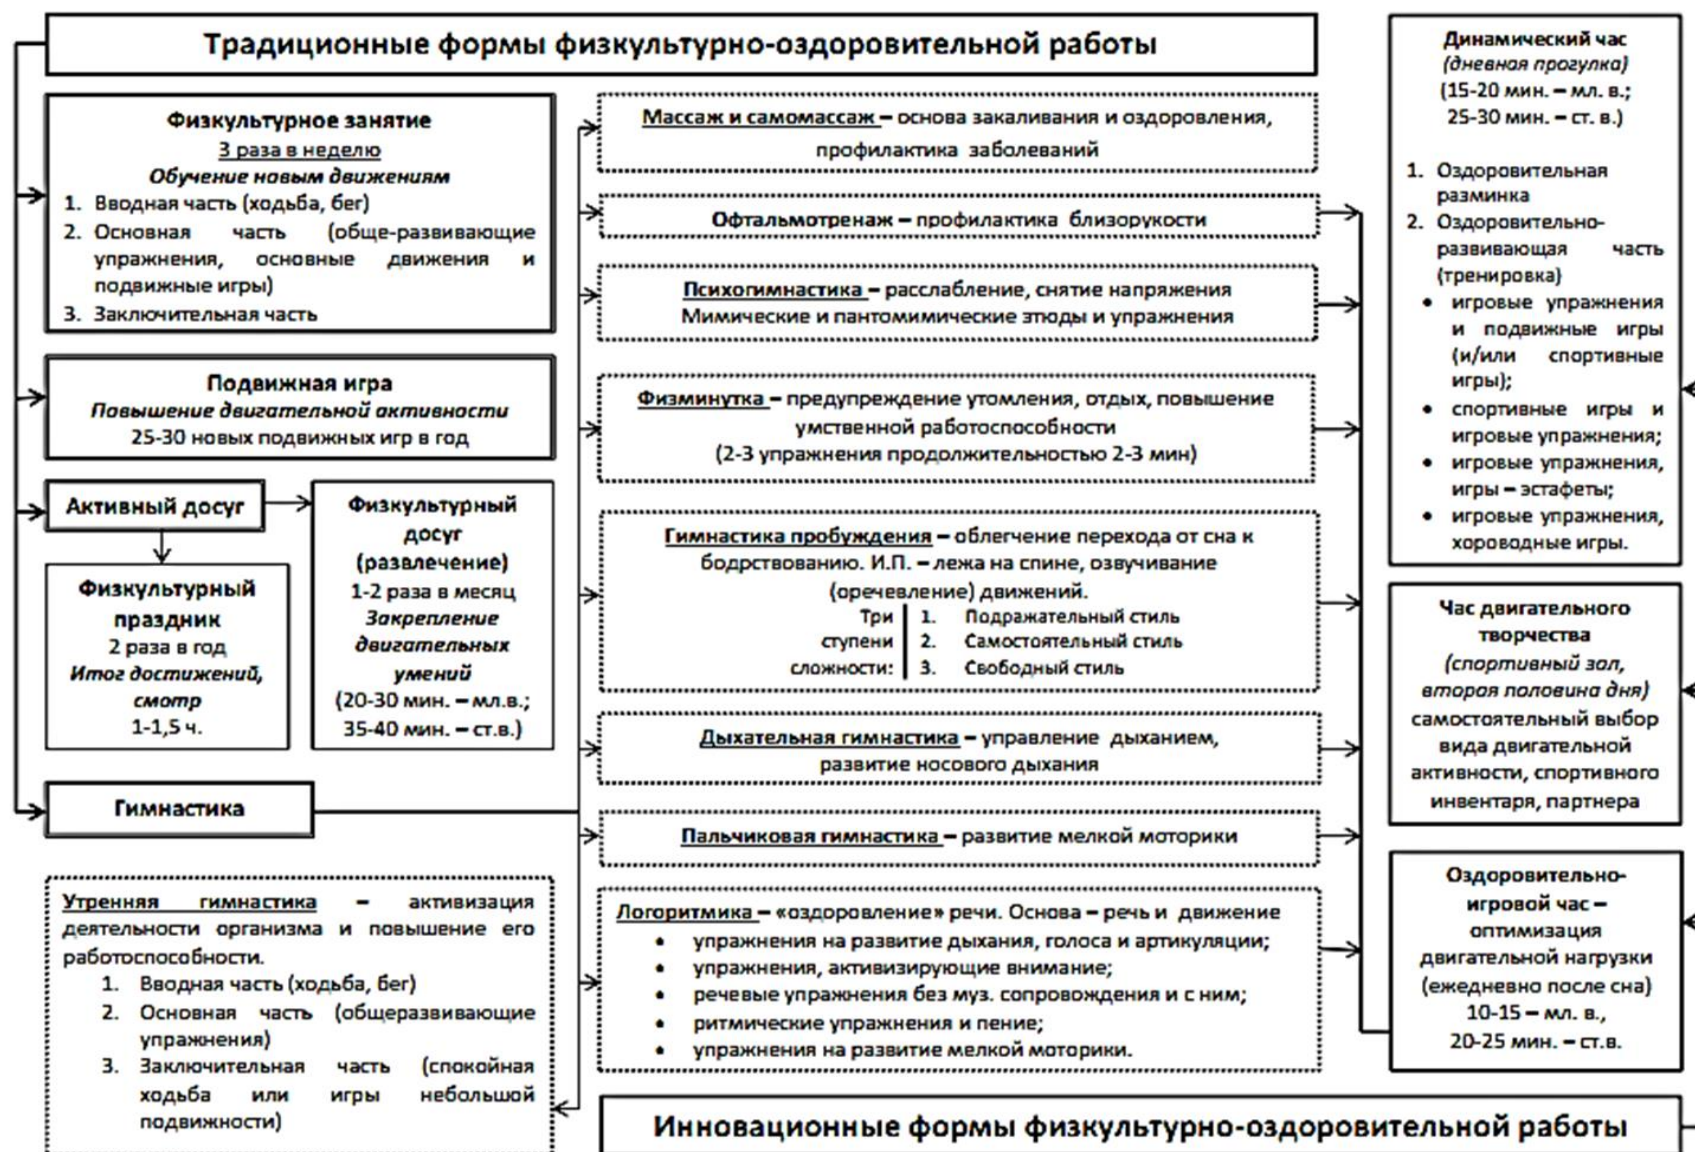 Традиционные формы физкультурно-оздоровительной работы
Физкультурное занятие
3 раза в неделю
Обучение новым движениям
1. Вводная часть (ходьба, бег)
2. Основная часть (обще-развивающие
упражнения, основные движения и
подвижные игры)
3. Заключительная часть
Подвижная игра
Повышение двигательной активности
25-30 новых подвижных игр в год
Активный досуг
Физкультурный
праздник
2 раза в год
Итог достижений,
смотр
1-1,5 ч.
Физкультурный
досуг
(развлечение)
1-2 раза в месяц
Закрепление
двигательных
умений
(20-30 мин. – мл.в.;
35-40 мин. – ст.в.)
Гимнастика
Утренняя гимнастика – активизация
деятельности организма и повышение его
работоспособности.
1. Вводная часть (ходьба, бег)
2. Основная часть (общеразвивающие
упражнения)
3. Заключительная часть (спокойная
ходьба или игры небольшой
подвижности)
Массаж и самомассаж – основа закаливания и оздоровления,
профилактика заболеваний
Офтальмотренаж – профилактика близорукости
Психогимнастика – расслабление, снятие напряжения
Мимические и пантомимические этюды и упражнения
Физминутка – предупреждение утомления, отдых, повышение
умственной работоспособности
(2-3 упражнения продолжительностью 2-3 мин)
Гимнастика пробуждения – облегчение перехода от сна к
бодрствованию. И.П. – лежа на спине, озвучивание
(оречевление) движений.
Три 1. Подражательный стиль
ступени 2. Самостоятельный стиль
сложности: 3. Свободный стиль
Дыхательная гимнастика – управление дыханием,
развитие носового дыхания
Пальчиковая гимнастика – развитие мелкой моторики
Логоритмика – «оздоровление» речи. Основа – речь и движение
• упражнения на развитие дыхания, голоса и артикуляции;
• упражнения, активизирующие внимание;
• речевые упражнения без муз. сопровождения и с ним;
• ритмические упражнения и пение;
• упражнения на развитие мелкой моторики.
Динамический час
(дневная прогулка)
(15-20 мин. – мл. в.;
25-30 мин. – ст. в.)
1. Оздоровительная
разминка
2. Оздоровительно-
развивающая часть
(тренировка)
• игровые упражнения
и подвижные игры
(и/или спортивные
игры);
• спортивные игры и
игровые упражнения;
• игровые упражнения,
игры – эстафеты;
• игровые упражнения,
хороводные игры.
Час двигательного
творчества
(спортивный зал,
вторая половина дня)
самостоятельный выбор
вида двигательной
активности, спортивного
инвентаря, партнера
Оздоровительно-
игровой час –
оптимизация
двигательной нагрузки
(ежедневно после сна)
10-15 – мл. в.,
20-25 мин. – ст.в.
Инновационные формы физкультурно-оздоровительной работы